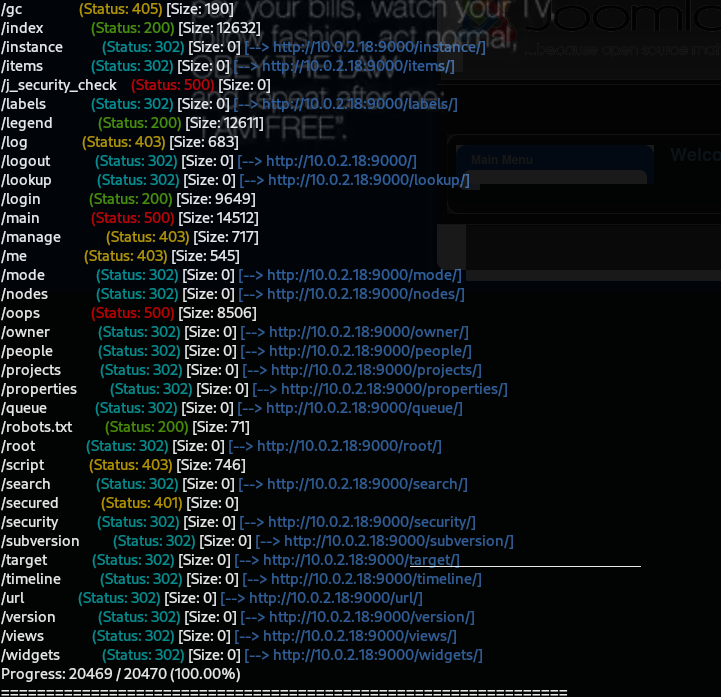 /gc (Status: 405) [Size: 190]
/index (Status: 200) [Size: 12632]
/instance (Status: 302) [Size: 0] [--> http://10.0.2.18:9000/instance/]
/items (Status: 302) [Size: 0] [--> http://10.0.2.18:9000/items/]
/j_security_check (Status: 500) [Size: 0]
/labels (Status: 302) [Size: 0] [--> http://10.0.2.18:9000/labels/]
/legend (Status: 200) [Size: 12611]
/log (Status: 403) [Size: 683]
/logout (Status: 302) [Size: 0] [--> http://10.0.2.18:9000/]
/lookup (Status: 302) [Size: 0] [--> http://10.0.2.18:9000/lookup/]
/login (Status: 200) [Size: 9649]
/main (Status: 500) [Size: 14512]
/manage (Status: 403) [Size: 717]
/me (Status: 403) [Size: 545]
/mode (Status: 302) [Size: 0] [--> http://10.0.2.18:9000/mode/]
/nodes (Status: 302) [Size: 0] [--> http://10.0.2.18:9000/nodes/]
/oops (Status: 500) [Size: 8506]
/owner (Status: 302) [Size: 0] [--> http://10.0.2.18:9000/owner/]
/people (Status: 302) [Size: 0] [--> http://10.0.2.18:9000/people/]
/projects (Status: 302) [Size: 0] [--> http://10.0.2.18:9000/projects/]
/properties (Status: 302) [Size: 0] [--> http://10.0.2.18:9000/properties/]
/queue (Status: 302) [Size: 0] [--> http://10.0.2.18:9000/queue/]
/robots.txt (Status: 200) [Size: 71]
/root (Status: 302) [Size: 0] [--> http://10.0.2.18:9000/root/]
/script (Status: 403) [Size: 746]
/search (Status: 302) [Size: 0] [--> http://10.0.2.18:9000/search/]
/secured (Status: 401) [Size: 0]
/security (Status: 302) [Size: 0] [--> http://10.0.2.18:9000/security/]
/subversion (Status: 302) [Size: 0] [--> http://10.0.2.18:9000/subversion/]
/target (Status: 302) [Size: 0] [--> http://10.0.2.18:9000/target/]
/timeline (Status: 302) [Size: 0] [--> http://10.0.2.18:9000/timeline/]
/url (Status: 302) [Size: 0] [--> http://10.0.2.18:9000/url/]
/version (Status: 302) [Size: 0] [--> http://10.0.2.18:9000/version/]
/views (Status: 302) [Size: 0] [--> http://10.0.2.18:9000/views/]
/widgets (Status: 302) [Size: 0] [--> http://10.0.2.18:9000/widgets/]
Progress: 20469 / 20470 (100.00%)
===============================================================
your bills, watch your TV,
follow fashion, act normal,
OBEY THE LAW
and repeat after me:
"I AM FREE".
...because open source
Main Menu